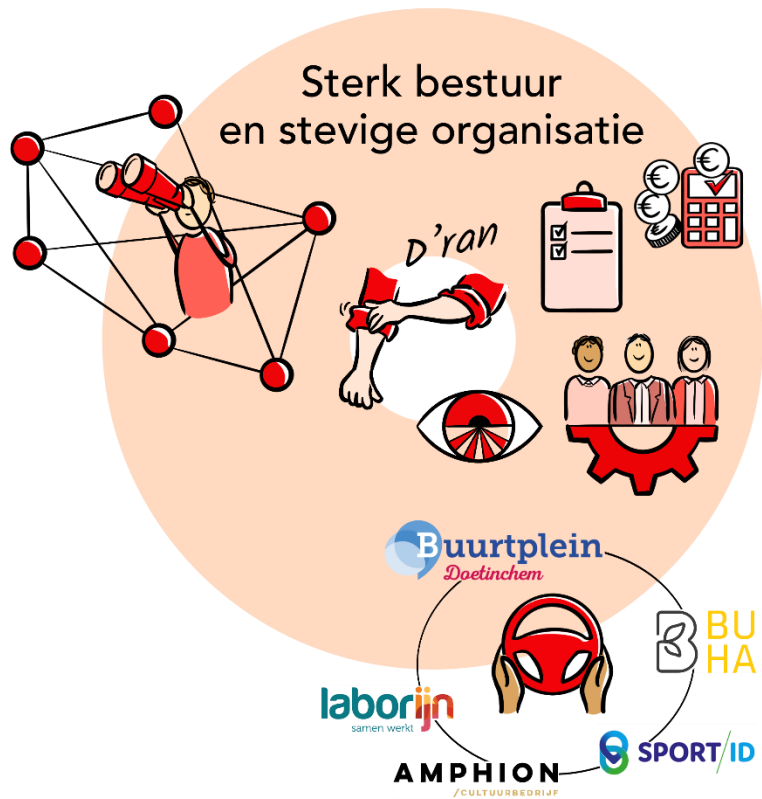 Sterk bestuur
en stevige organisatie
D'ran
€
€
€
Buurtplein
Doetinchem
BU
HA
laborijn
samen werkt
SPORT/ID
AMPHION
/CULTUURBEDRIJF